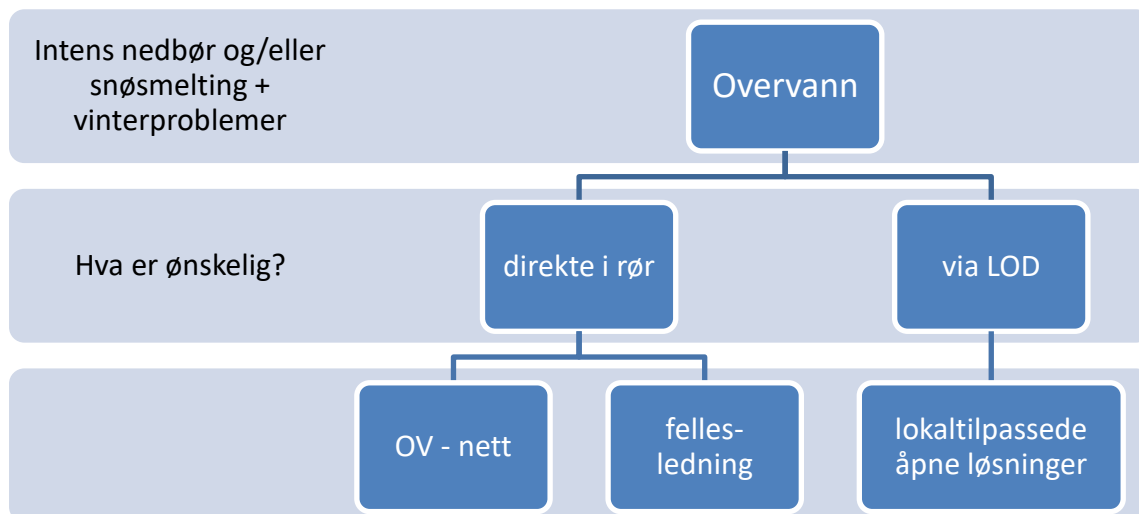 Intens nedbør og/eller
snøsmelting +
vinterproblemer
Overvann
Hva er ønskelig?
direkte i rør
via LOD
OV - nett
felles-
ledning
lokaltilpassede
åpne løsninger